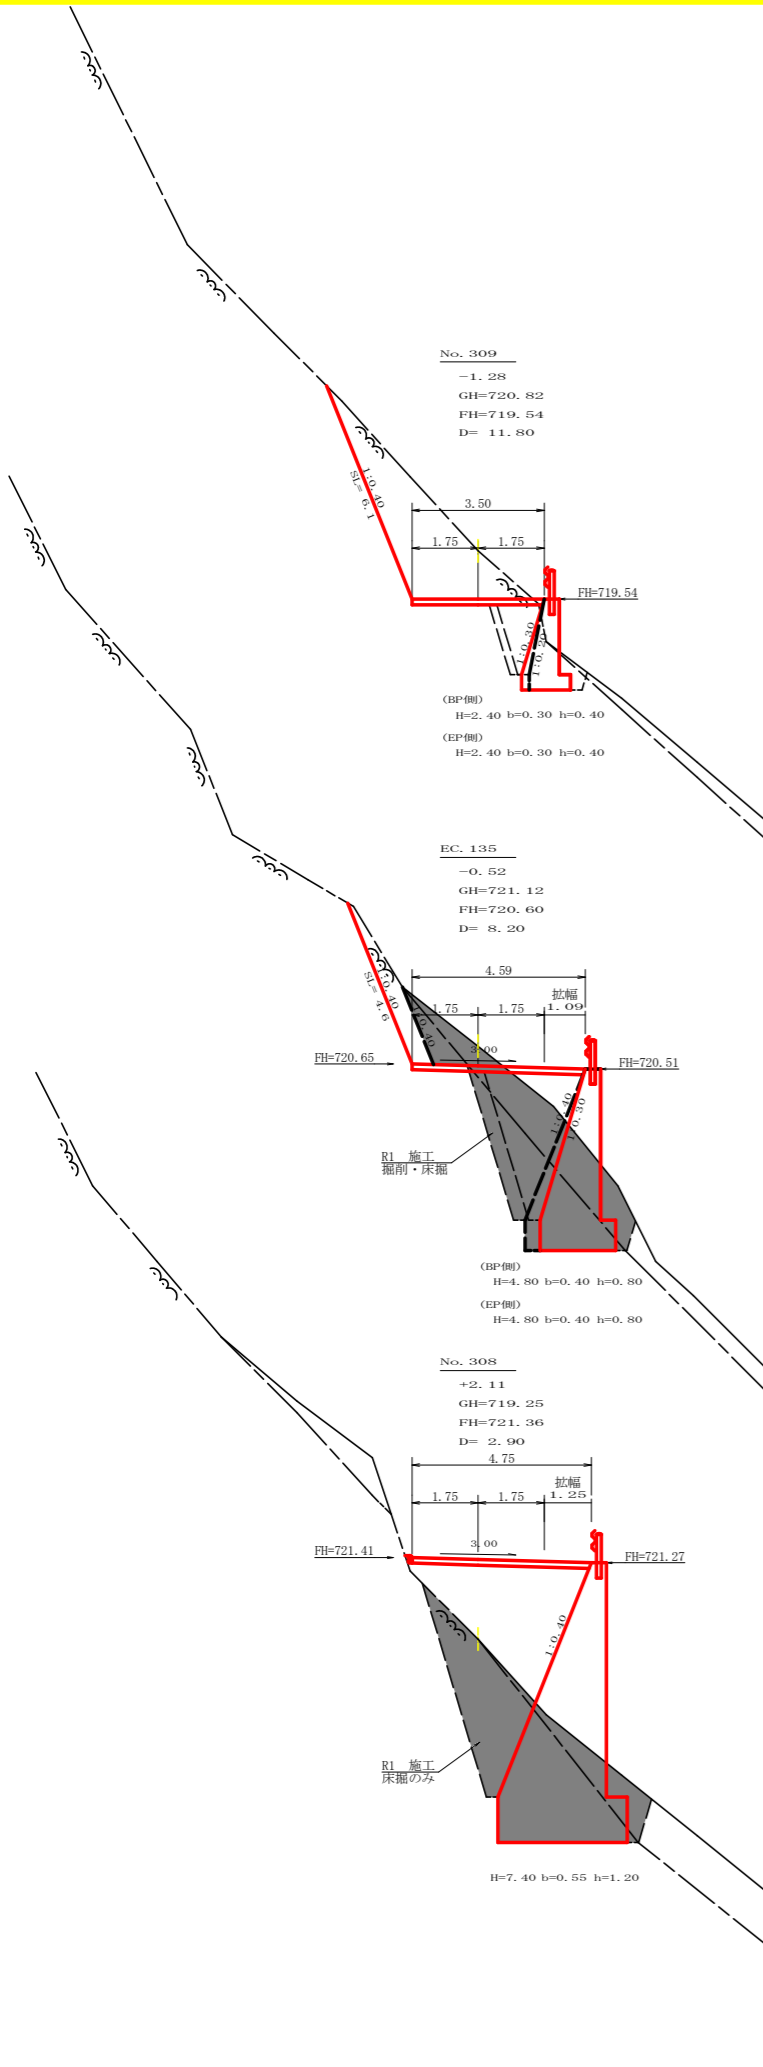 No. 309
-1. 28
GH=720. 82
FH=719. 54
D= 11. 80
3. 50
1. 75
1. 75
1:0. 40
SL= 6. 1
FH=719. 54
1:0. 30
1:0. 20
(BP側)
H=2. 40 b=0. 30 h=0. 40
(EP側)
H=2. 40 b=0. 30 h=0. 40
EC. 135
-0. 52
GH=721. 12
FH=720. 60
D= 8. 20
4. 59
拡幅
1. 75
1. 75
1. 09
1:0. 40
SL= 4. 6
1:0. 40
3. 00
FH=720. 65
FH=720. 51
1:0. 40
1:0. 30
R1 施工
掘削・床掘
(BP側)
H=4. 80 b=0. 40 h=0. 80
(EP側)
H=4. 80 b=0. 40 h=0. 80
No. 308
+2. 11
GH=719. 25
FH=721. 36
D= 2. 90
4. 75
拡幅
1. 75
1. 75
1. 25
3. 00
FH=721. 41
FH=721. 27
1:0. 40
R1 施工
床掘のみ
H=7. 40 b=0. 55 h=1. 20